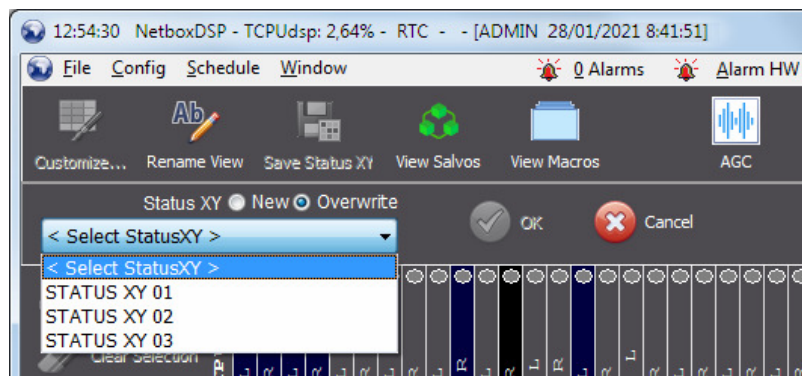 12:54:30 NetboxDSP - TCPUdsp: 2,64% - RTC - - [ADMIN 28/01/2021 8:41:51]
File Config Schedule Window 0 Alarms Alarm HW
Customize... Rename View Save Status XY View Salvos View Macros AGC
Status XY New Overwrite
< Select StatusXY > OK Cancel
< Select StatusXY >
STATUS XY 01
STATUS XY 02
STATUS XY 03
Clear Selection